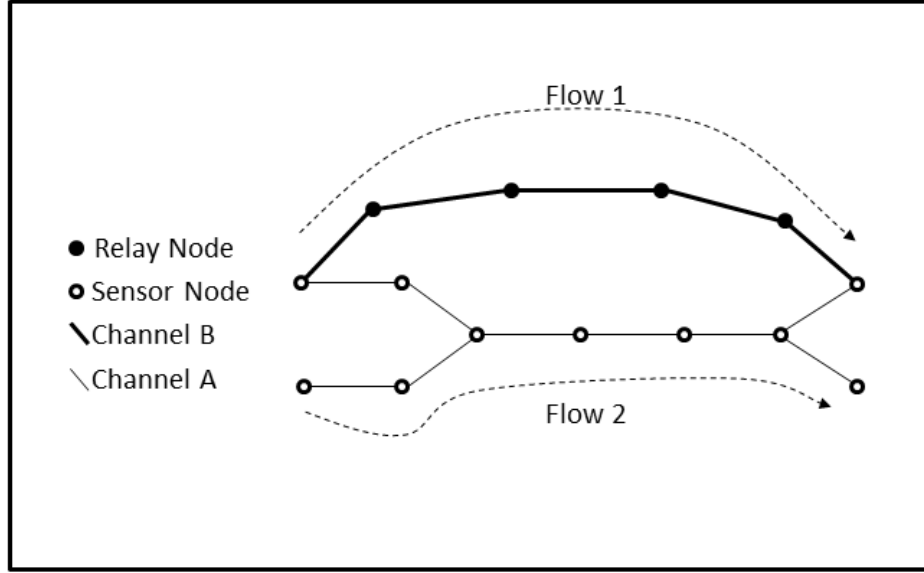 Flow 1
Relay Node
Sensor Node
Channel B
Channel A
Flow 2